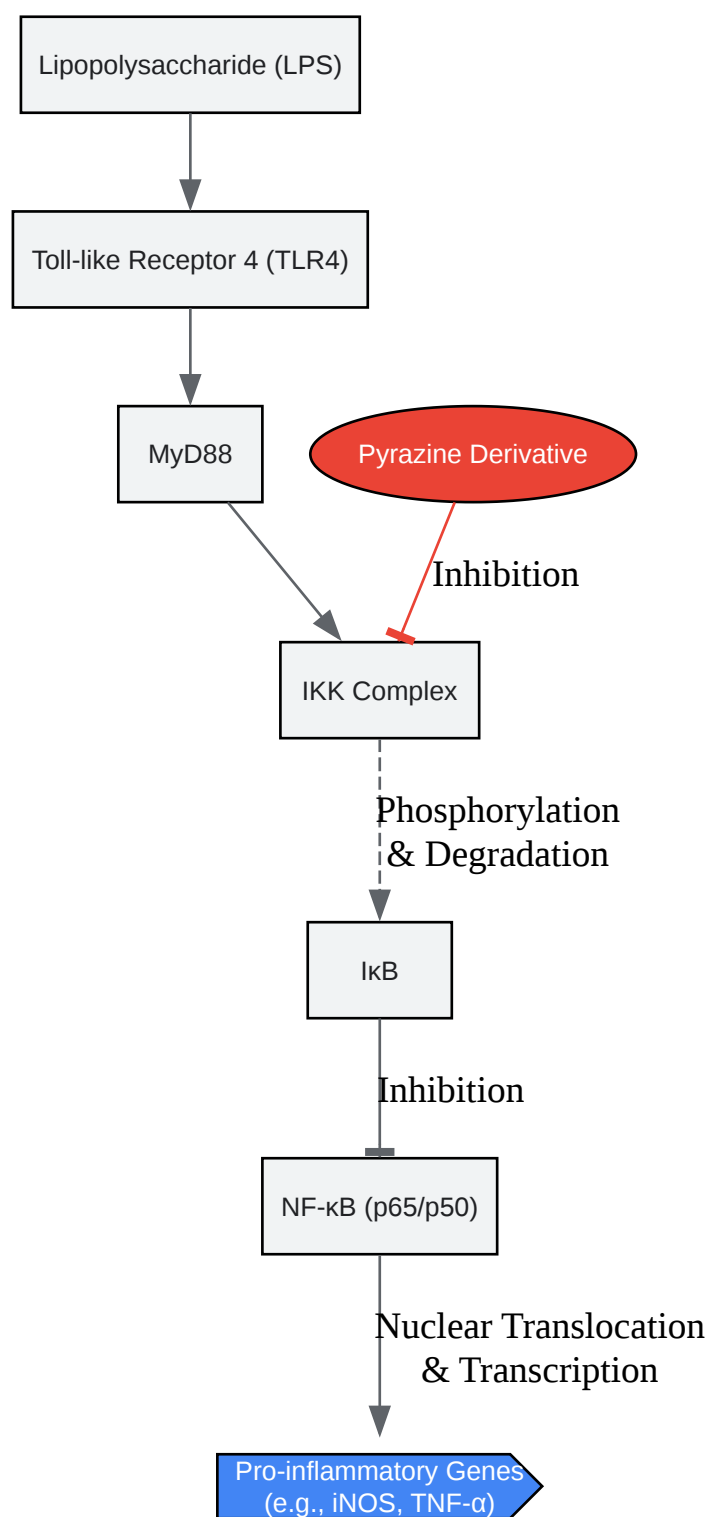 Lipopolysaccharide (LPS)
Toll-like Receptor 4 (TLR4)
MyD88
Pyrazine Derivative
Inhibition
IKK Complex
Phosphorylation
& Degradation
IκB
Inhibition
NF-κB (p65/p50)
Nuclear Translocation
& Transcription
Pro-inflammatory Genes
(e.g., iNOS, TNF-α)